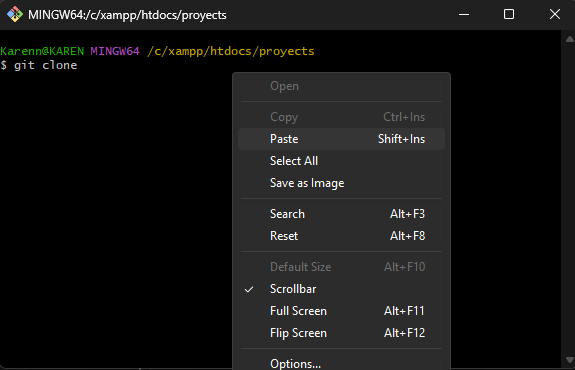 MINGW64:/c/xampp/htdocs/proyects
Karenn@KAREN MINGW64 /c/xampp/htdocs/proyects
$ git clone
Open
Copy Ctrl+Ins
Paste Shift+Ins
Select All
Save as Image
Search Alt+F3
Reset Alt+F8
Default Size Alt+F10
Scrollbar
Full Screen Alt+F11
Flip Screen Alt+F12
Options...